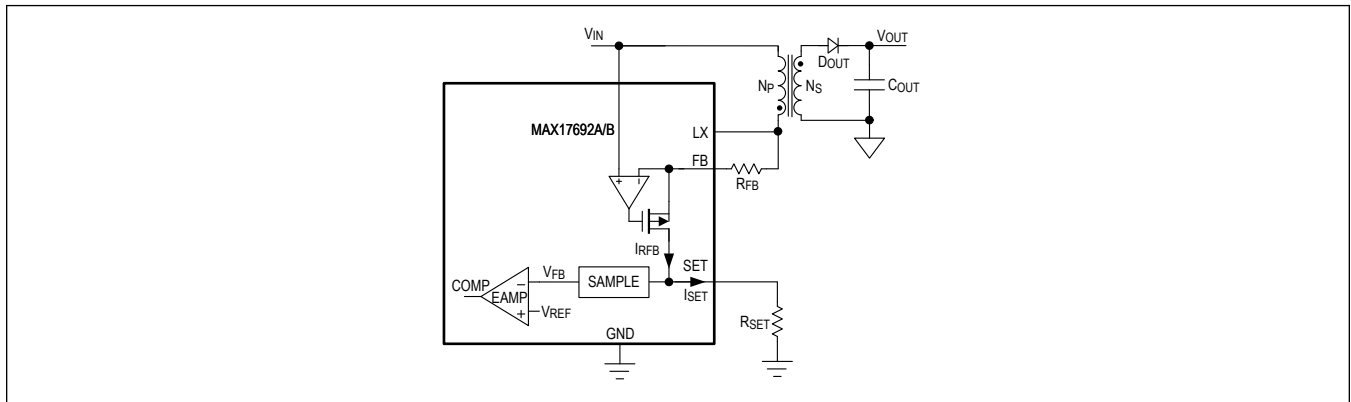 VIN
VOUT
DOUT
NP
NS
COUT
MAX17692A/B
LX
FB
RFB
+ -
IRFB
SET
ISET
VFB
SAMPLE
COMP
EAMP
-
+
VREF
RSET
GND